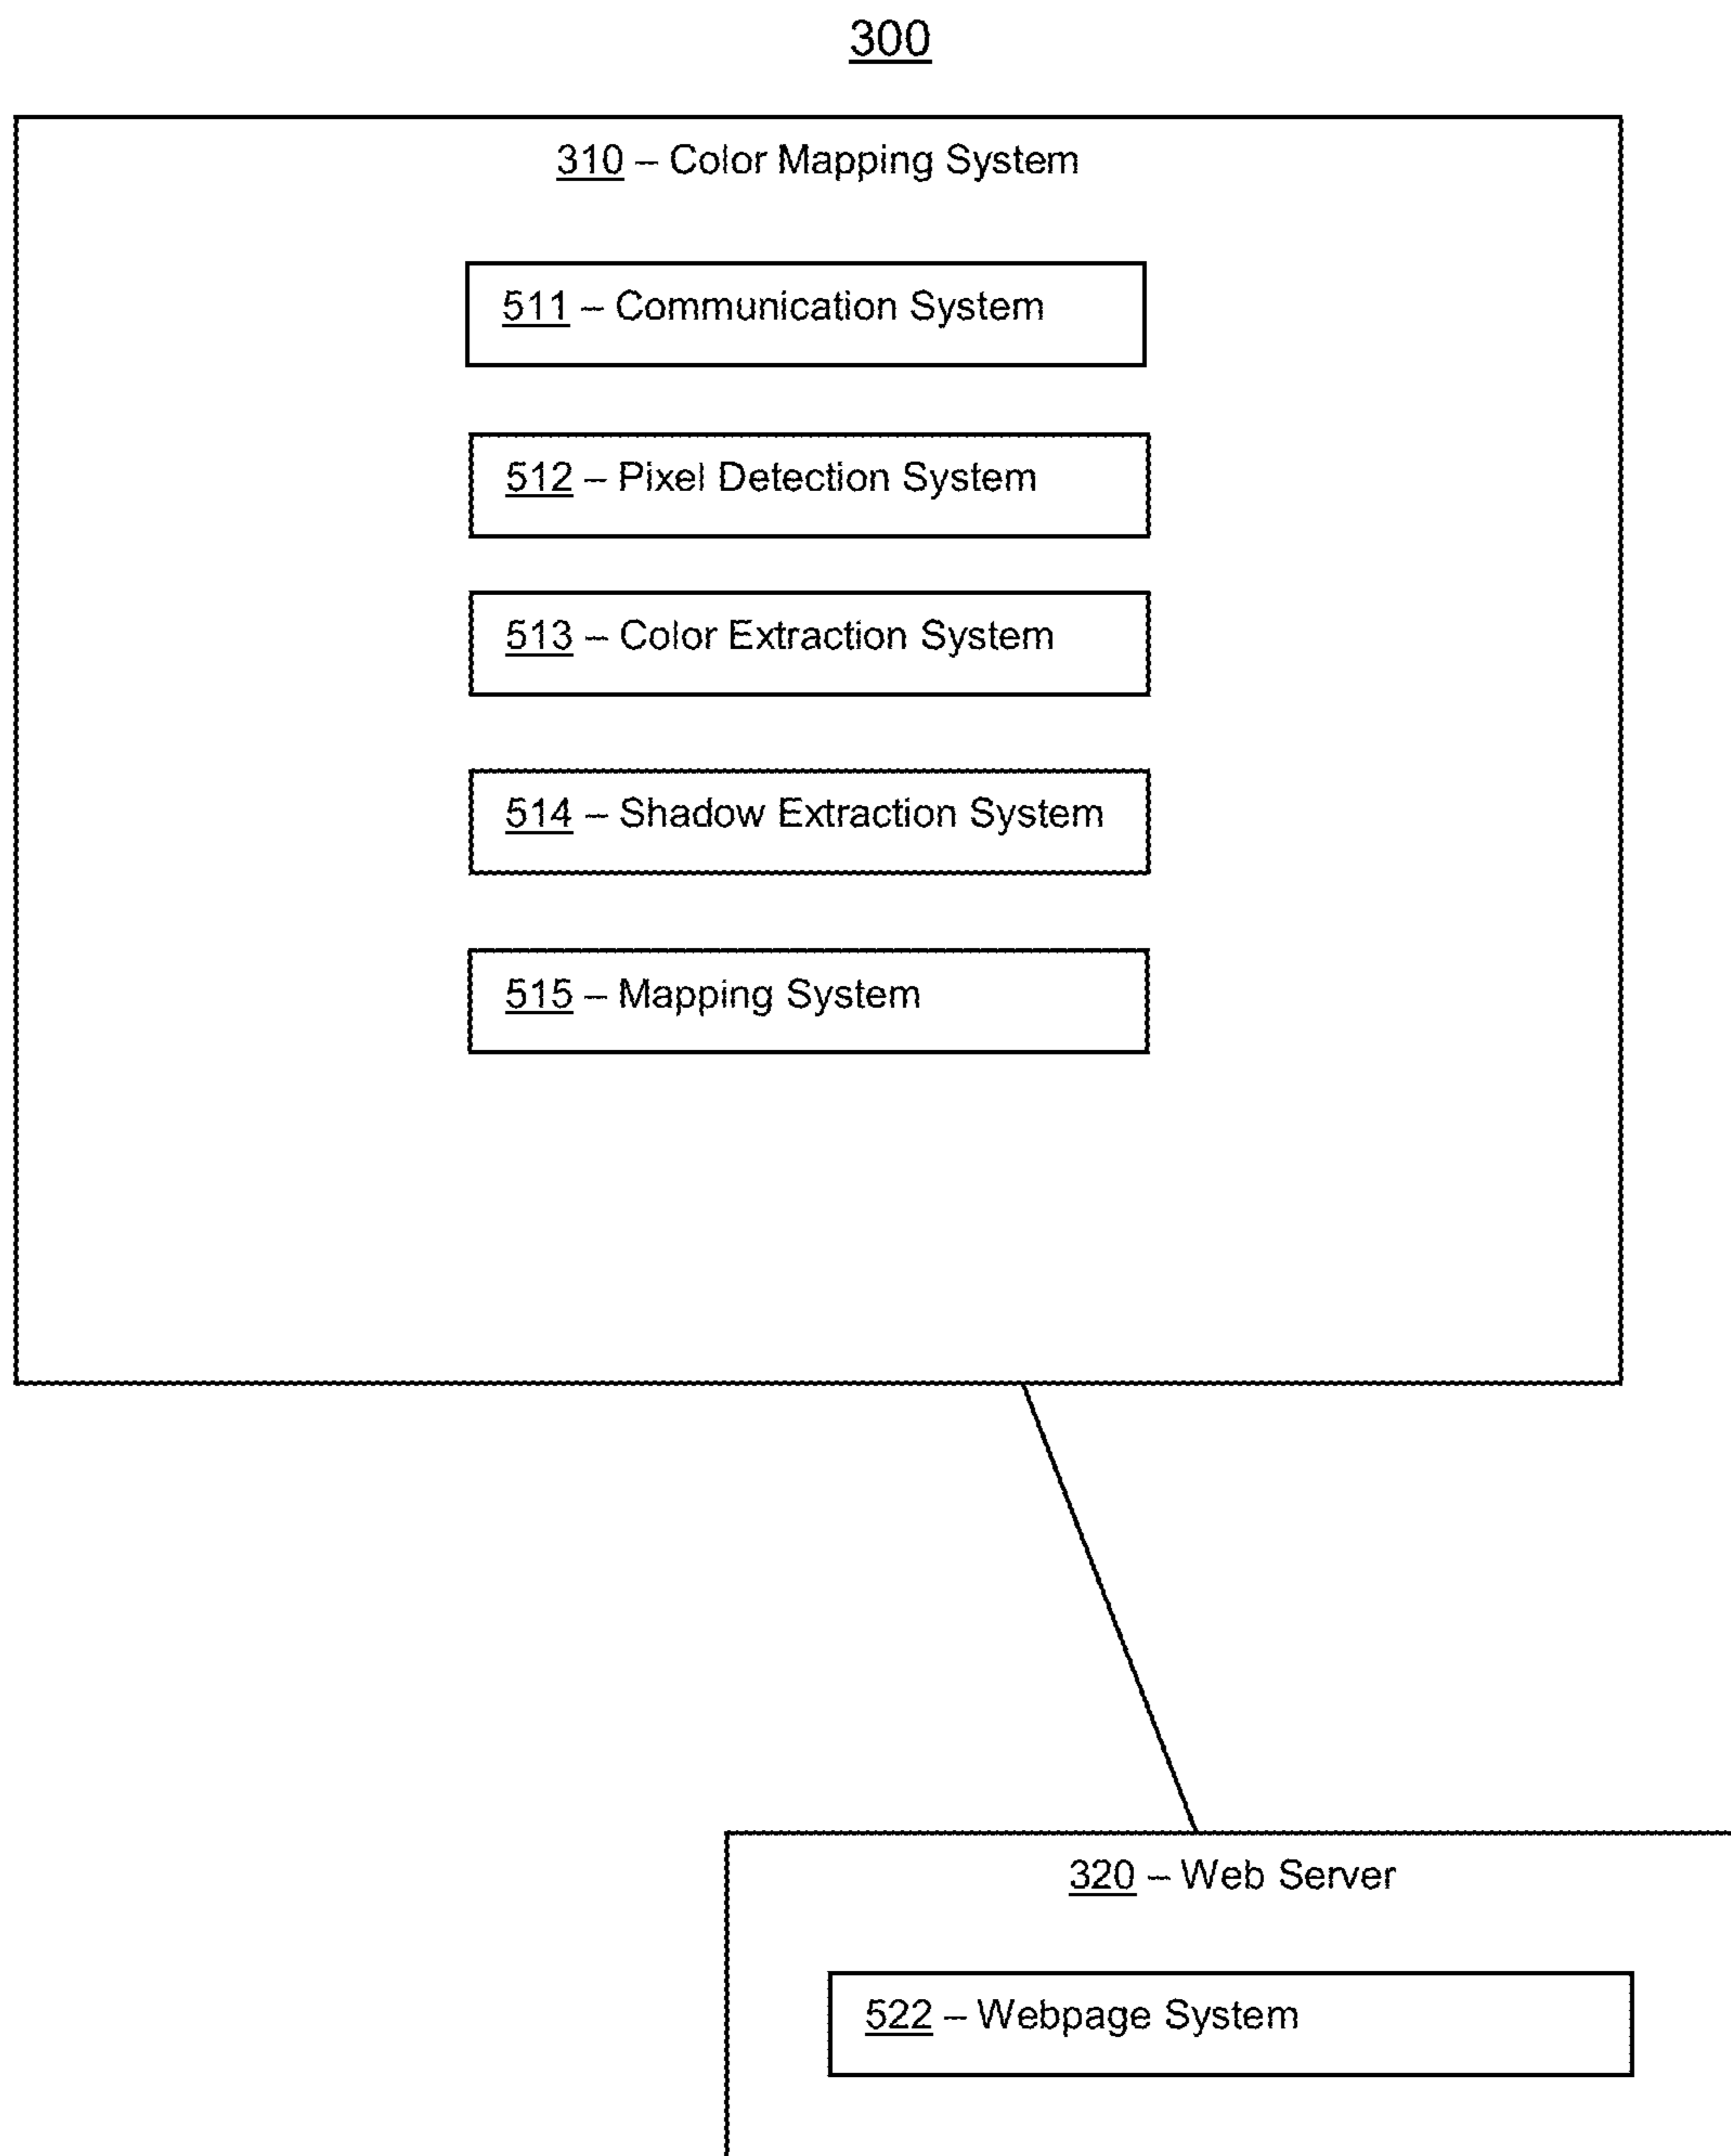 300
310 – Color Mapping System
511 – Communication System
512 – Pixel Detection System
513 – Color Extraction System
514 – Shadow Extraction System
515 – Mapping System
320 – Web Server
522 – Webpage System